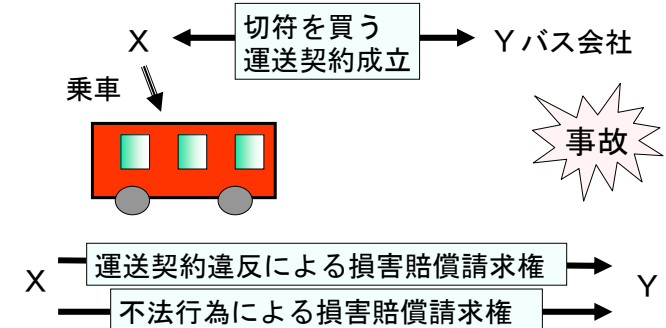 X
切符を買う
運送契約成立
Yバス会社
乗車
事故
X
運送契約違反による損害賠償請求権
不法行為による損害賠償請求権
Y